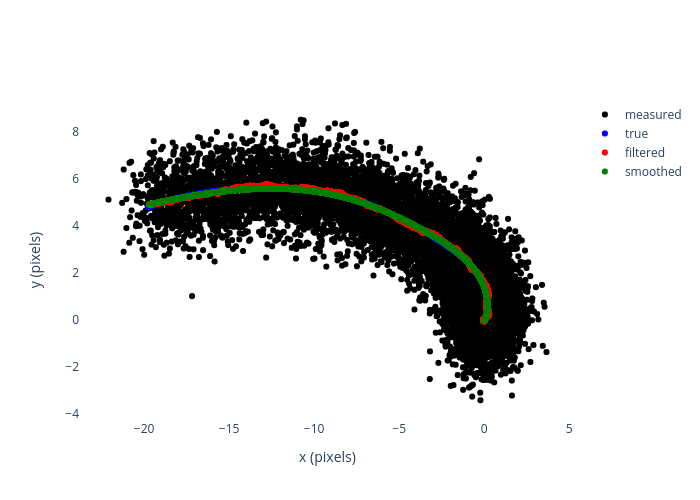 measured
true
filtered
smoothed
8
6
4
2
0
−2
−4
−20
−15
−10
−5
0
5
x (pixels)
y (pixels)